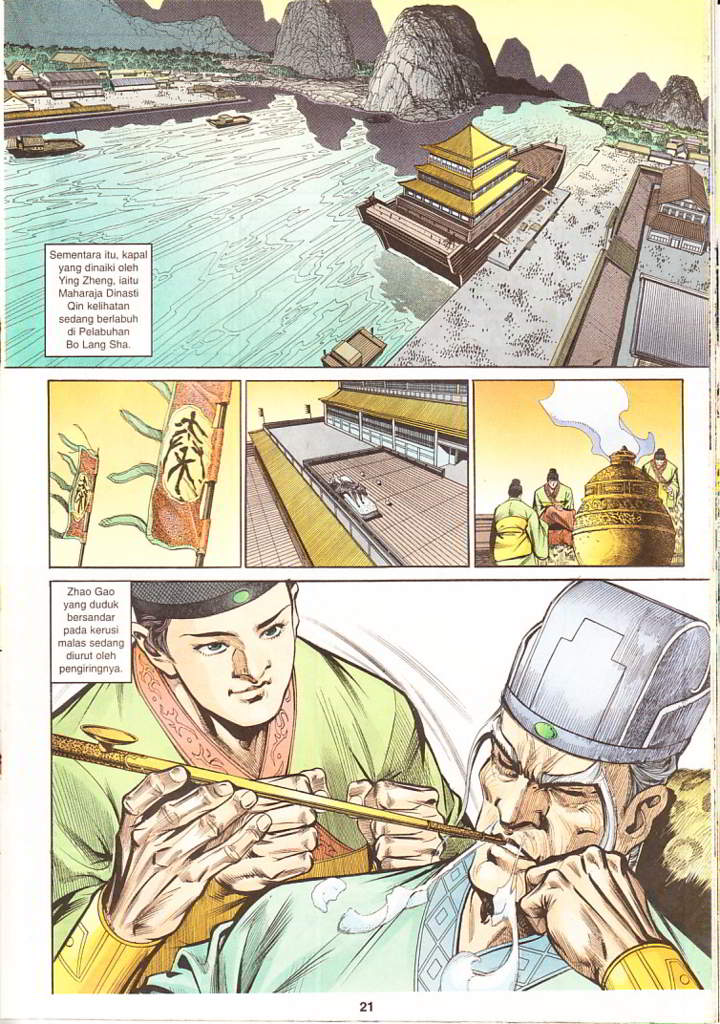 Sementara itu, kapal
yang dinaiki oleh
Ying Zheng, iaitu
Maharaja Dinasti
Qin kelihatan
sedang berlabuh
di Pelabuhan
Bo Lang Sha.
Zhao Gao
yang duduk
bersandar
pada kerusi
malas sedang
diurut oleh
pengiringnya.
21